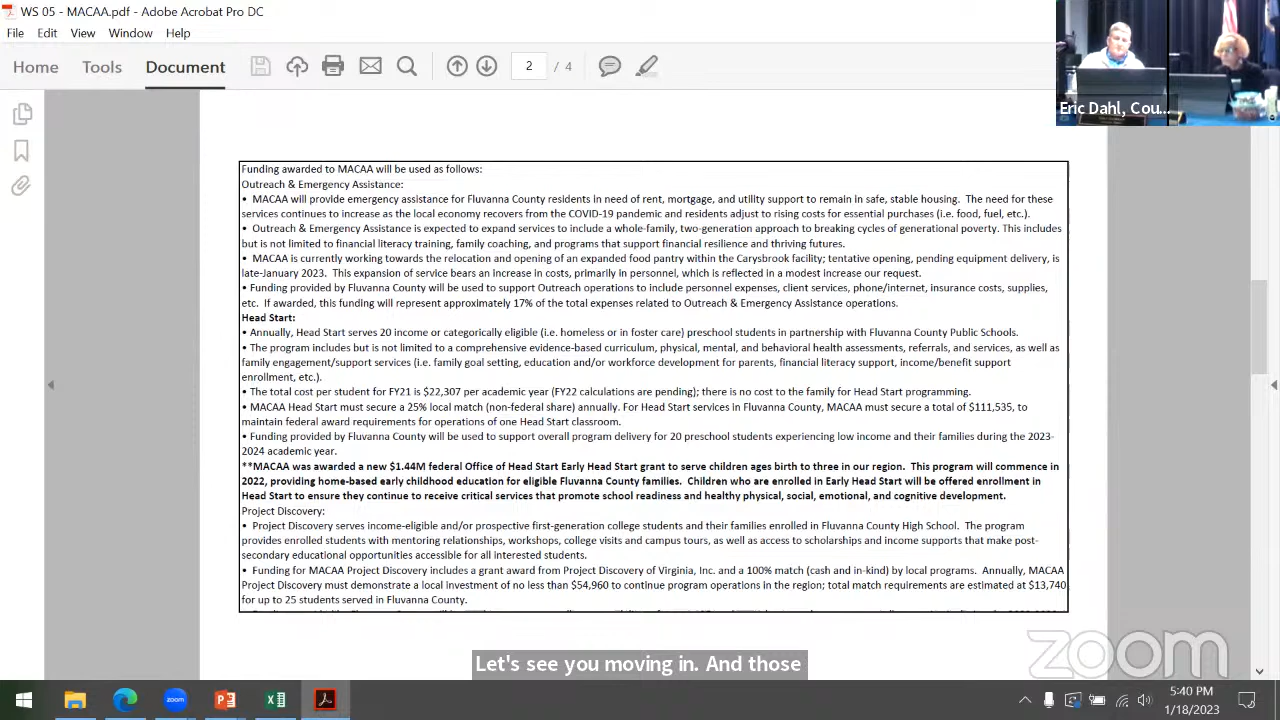 WS 05 - MACAA.pdf - Adobe Acrobat Pro DC
File Edit View Window Help
Home Tools Document 2 / 4
Eric Dahl, Cou...
Funding awarded to MACAA will be used as follows:
Outreach & Emergency Assistance:
• MACAA will provide emergency assistance for Fluvanna County residents in need of rent, mortgage, and utility support to remain in safe, stable housing. The need for these
services continues to increase as the local economy recovers from the COVID-19 pandemic and residents adjust to rising costs for essential purchases (i.e. food, fuel, etc.).
• Outreach & Emergency Assistance is expected to expand services to include a whole-family, two-generation approach to breaking cycles of generational poverty. This includes
but is not limited to financial literacy training, family coaching, and programs that support financial resilience and thriving futures.
• MACAA is currently working towards the relocation and opening of an expanded food pantry within the Carysbrook facility; tentative opening, pending equipment delivery, is
late-January 2023. This expansion of service bears an increase in costs, primarily in personnel, which is reflected in a modest increase our request.
• Funding provided by Fluvanna County will be used to support Outreach operations to include personnel expenses, client services, phone/internet, insurance costs, supplies,
etc. If awarded, this funding will represent approximately 17% of the total expenses related to Outreach & Emergency Assistance operations.
Head Start:
• Annually, Head Start serves 20 income or categorically eligible (i.e. homeless or in foster care) preschool students in partnership with Fluvanna County Public Schools.
• The program includes but is not limited to a comprehensive evidence-based curriculum, physical, mental, and behavioral health assessments, referrals, and services, as well as
family engagement/support services (i.e. family goal setting, education and/or workforce development for parents, financial literacy support, income/benefit support
enrollment, etc.).
• The total cost per student for FY21 is $22,307 per academic year (FY22 calculations are pending); there is no cost to the family for Head Start programming.
• MACAA Head Start must secure a 25% local match (non-federal share) annually. For Head Start services in Fluvanna County, MACAA must secure a total of $111,535, to
maintain federal award requirements for operations of one Head Start classroom.
• Funding provided by Fluvanna County will be used to support overall program delivery for 20 preschool students experiencing low income and their families during the 2023-
2024 academic year.
**MACAA was awarded a new $1.44M federal Office of Head Start Early Head Start grant to serve children ages birth to three in our region. This program will commence in
2022, providing home-based early childhood education for eligible Fluvanna County families. Children who are enrolled in Early Head Start will be offered enrollment in
Head Start to ensure they continue to receive critical services that promote school readiness and healthy physical, social, emotional, and cognitive development.
Project Discovery:
• Project Discovery serves income-eligible and/or prospective first-generation college students and their families enrolled in Fluvanna County High School. The program
provides enrolled students with mentoring relationships, workshops, college visits and campus tours, as well as access to scholarships and income supports that make post-
secondary educational opportunities accessible for all interested students.
• Funding for MACAA Project Discovery includes a grant award from Project Discovery of Virginia, Inc. and a 100% match (cash and in-kind) by local programs. Annually, MACAA
Project Discovery must demonstrate a local investment of no less than $54,960 to continue program operations in the region; total match requirements are estimated at $13,740
for up to 25 students served in Fluvanna County.
zoom
Let's see you moving in. And those
zoom
5:40 PM
1/18/2023